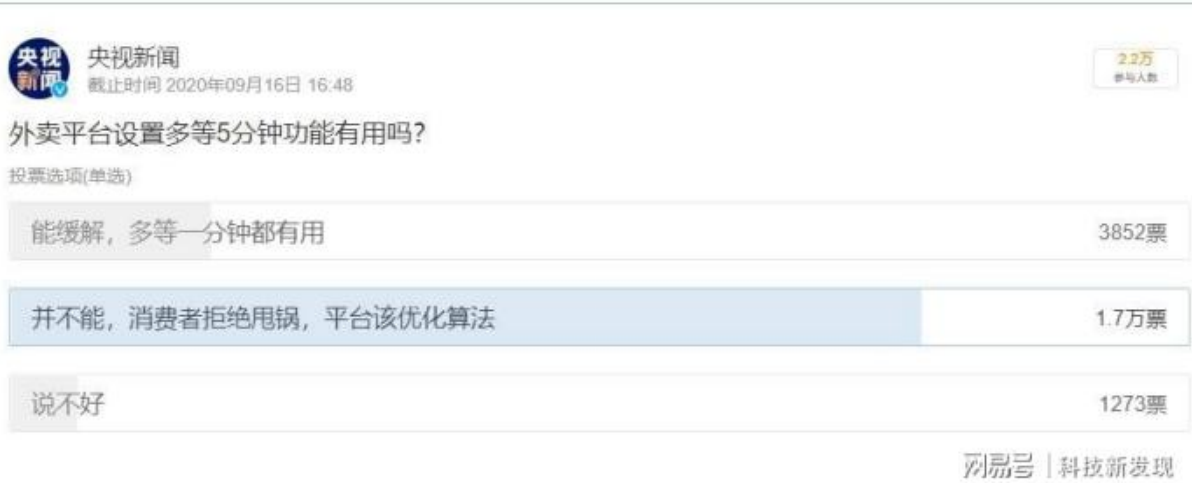 央视
新闻
央视新闻
截止时间 2020年09月16日 16:48
2.2万
参与人数
外卖平台设置多等5分钟功能有用吗?
投票选项(单选)
能缓解，多等一分钟都有用
3852票
并不能，消费者拒绝甩锅，平台该优化算法
1.7万票
说不好
1273票
网易号 | 科技新发现